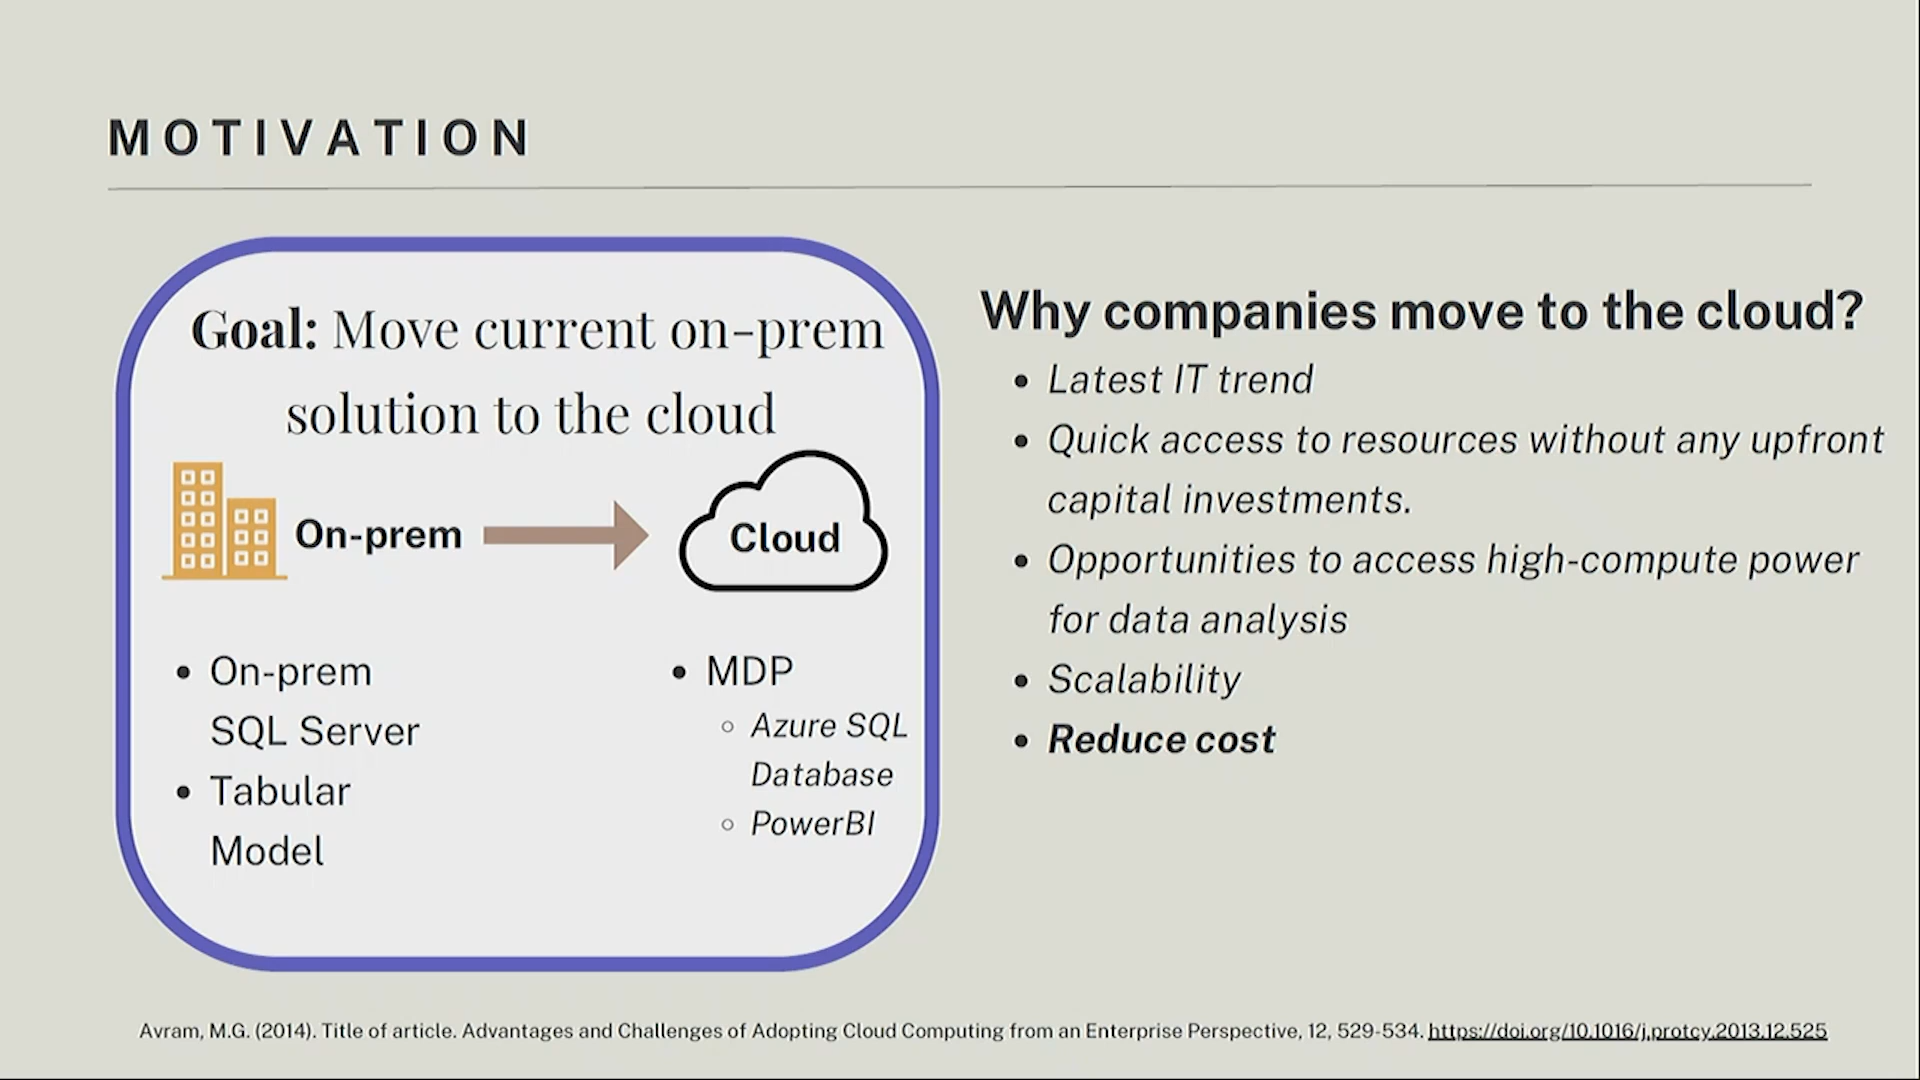 MOTIVATION
Goal: Move current on-prem
solution to the cloud
On-prem
Cloud
• On-prem
SQL Server
• Tabular
Model
• MDP
◦ Azure SQL
Database
◦ PowerBI
Why companies move to the cloud?
• Latest IT trend
• Quick access to resources without any upfront
capital investments.
• Opportunities to access high-compute power
for data analysis
• Scalability
• Reduce cost
Avram, M.G. (2014). Title of article. Advantages and Challenges of Adopting Cloud Computing from an Enterprise Perspective, 12, 529-534. https://doi.org/10.1016/j.protcy.2013.12.525